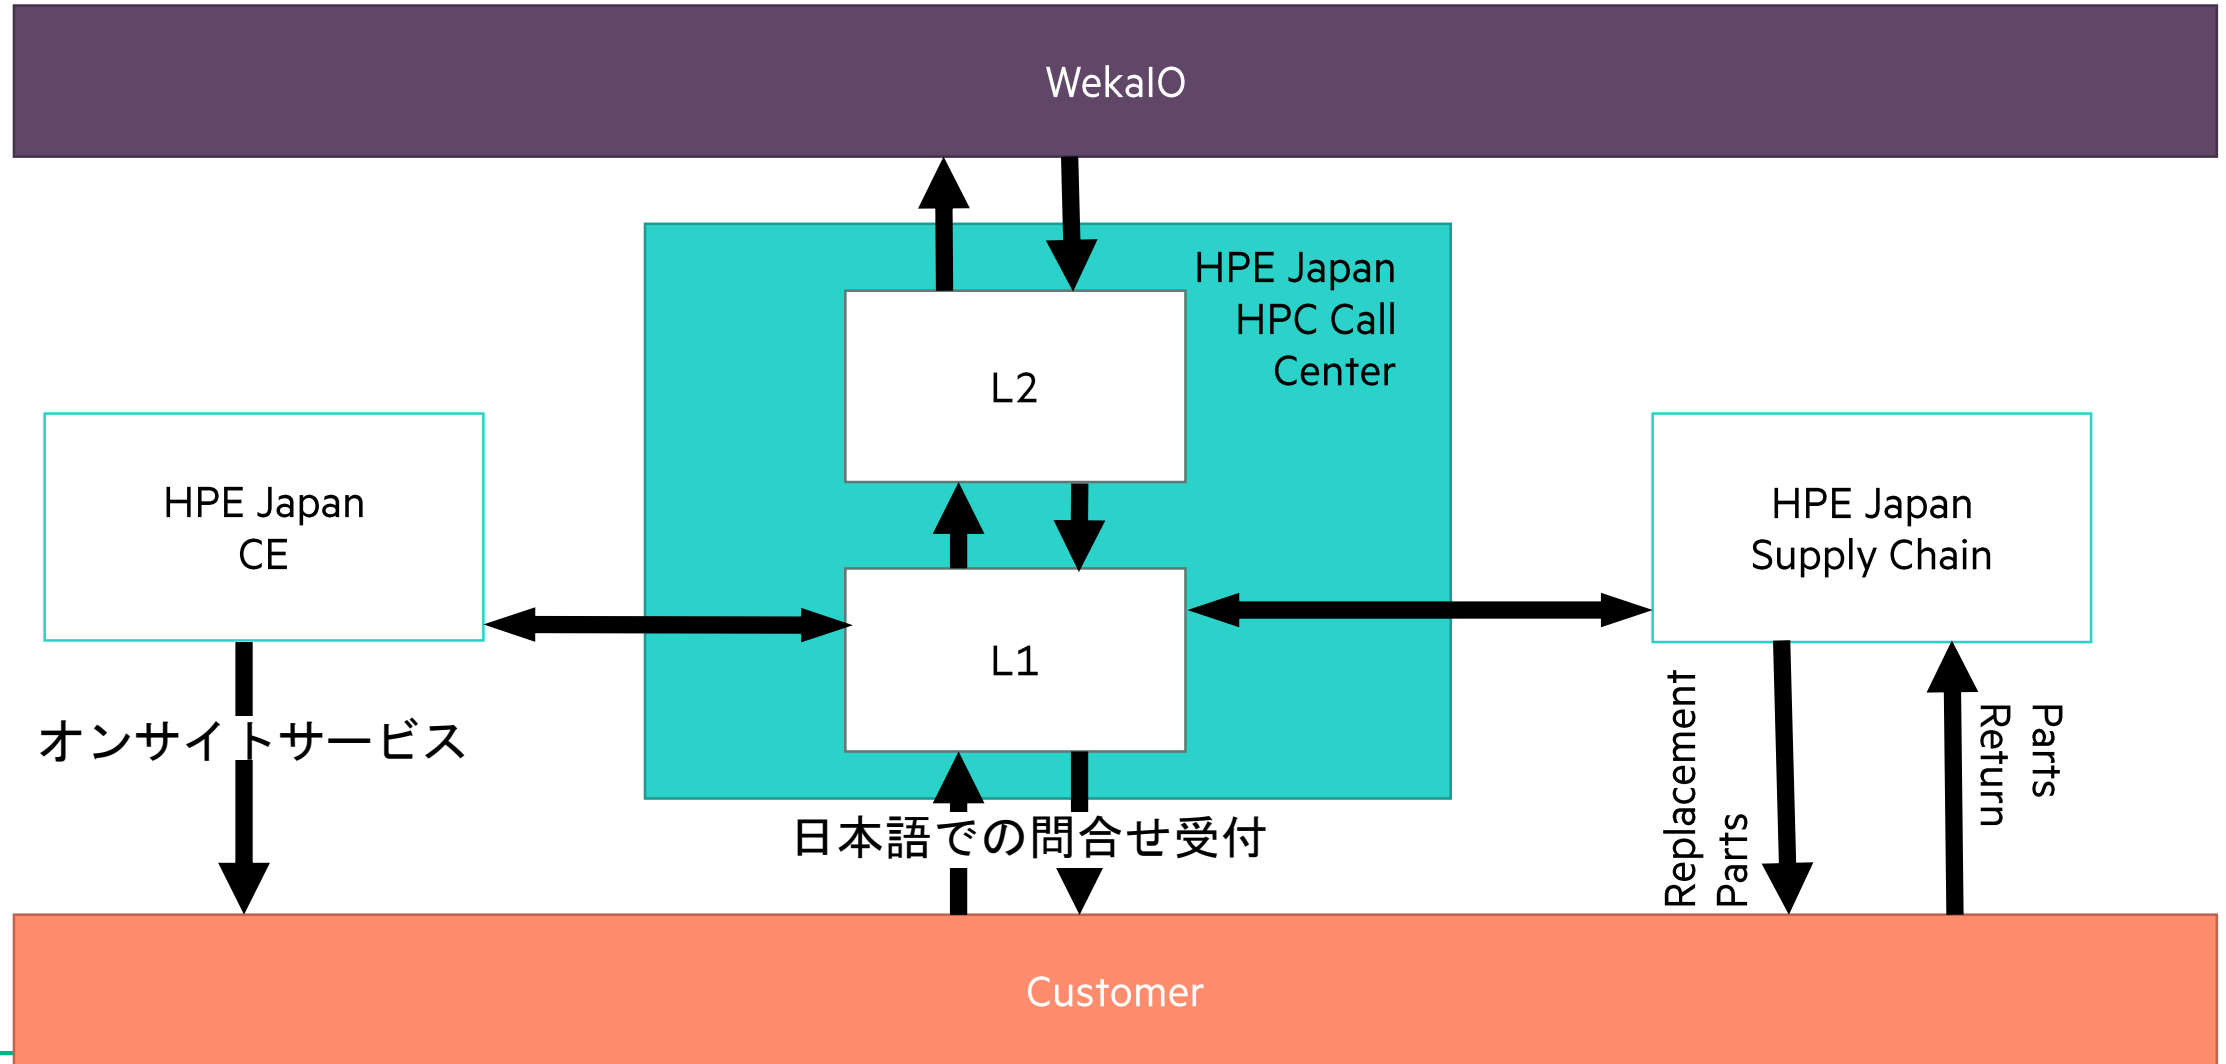 WekaIO
HPE Japan
HPC Call
Center
L2
HPE Japan
CE
HPE Japan
Supply Chain
L1
オンサイトサービス
日本語での問合せ受付
Replacement
Parts
Parts
Return
Customer